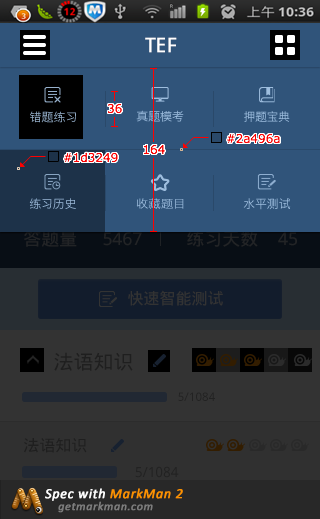 3
12
上午 10:36
TEF
错题练习
36
真题模考
押题宝典
#2a496a
164
#1d3249
练习历史
收藏题目
水平测试
答题量 5467 练习天数 45
快速智能测试
法语知识
5/1084
法语知识
5/1084
Spec with MarkMan 2
getmarkman.com